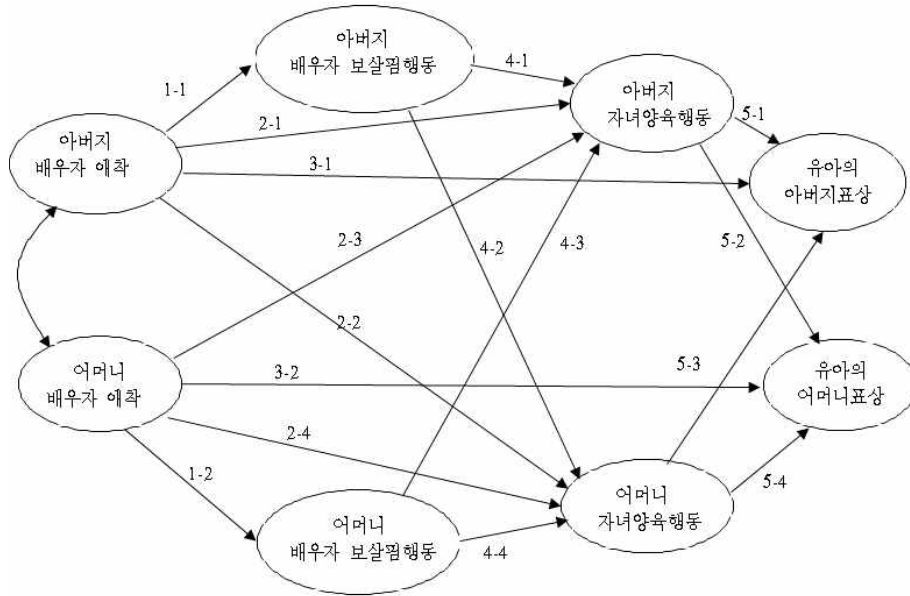 아버지
배우자 보살핌행동
4-1
1-1
아버지
자녀양육행동
2-1
5-1
아버지
배우자 애착
3-1
유아의
아버지표상
2-3
4-2
4-3
5-2
2-2
어머니
배우자 애착
3-2
5-3
유아의
어머니표상
2-4
1-2
5-4
어머니
자녀양육행동
어머니
배우자 보살핌행동
4-4